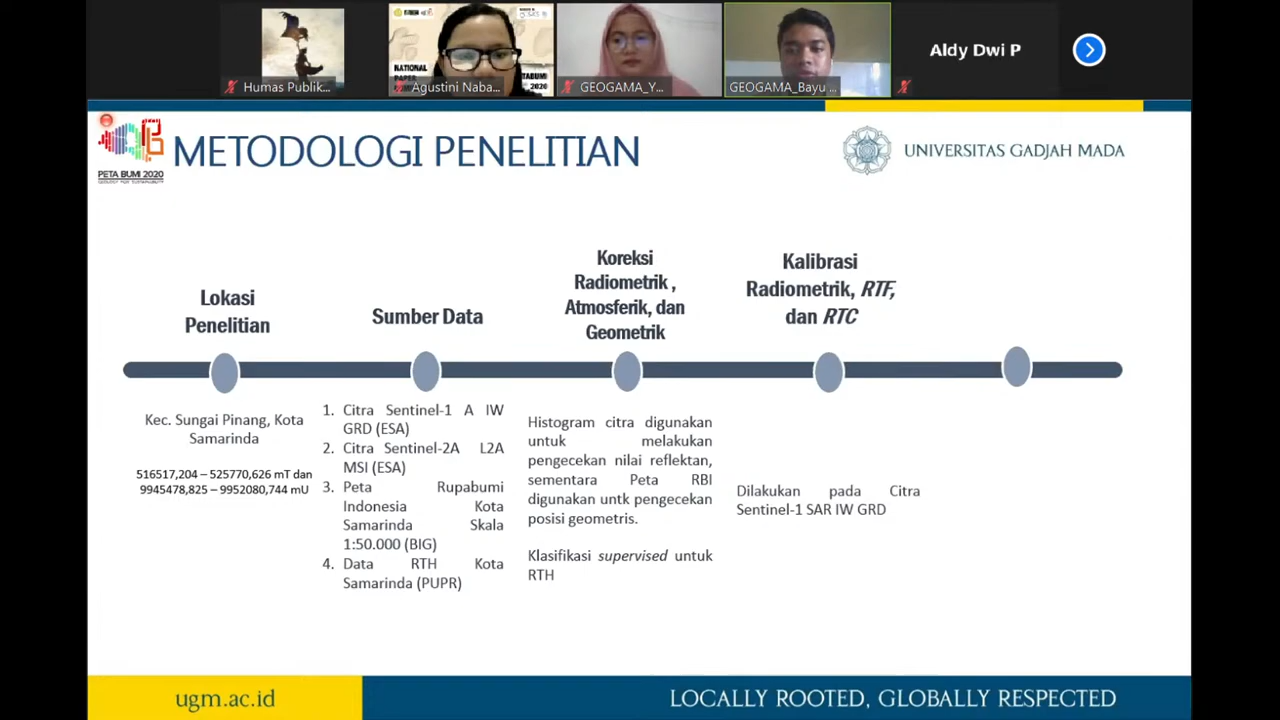 NATIONAL
PAPER
TABUMI
2020
Aldy Dwi P
Humas Publik...
Agustini Naba...
GEOGAMA_Y...
GEOGAMA_Bayu ...
PETA BUMI 2020
METODOLOGI PENELITIAN
UNIVERSITAS GADJAH MADA
Lokasi
Penelitian
Kec. Sungai Pinang, Kota
Samarinda
516517,204 – 525770,626 mT dan
9945478,825 – 9952080,744 mU
Sumber Data
1. Citra Sentinel-1 A IW
GRD (ESA)
2. Citra Sentinel-2A L2A
MSI (ESA)
3. Peta Rupabumi
Indonesia Kota
Samarinda Skala
1:50.000 (BIG)
4. Data RTH Kota
Samarinda (PUPR)
Koreksi
Radiometrik ,
Atmosferik, dan
Geometrik
Histogram citra digunakan
untuk melakukan
pengecekan nilai reflektan,
sementara Peta RBI
digunakan untk pengecekan
posisi geometris.
Klasifikasi supervised untuk
RTH
Kalibrasi
Radiometrik, RTF,
dan RTC
Dilakukan pada Citra
Sentinel-1 SAR IW GRD
ugm.ac.id
LOCALLY ROOTED, GLOBALLY RESPECTED